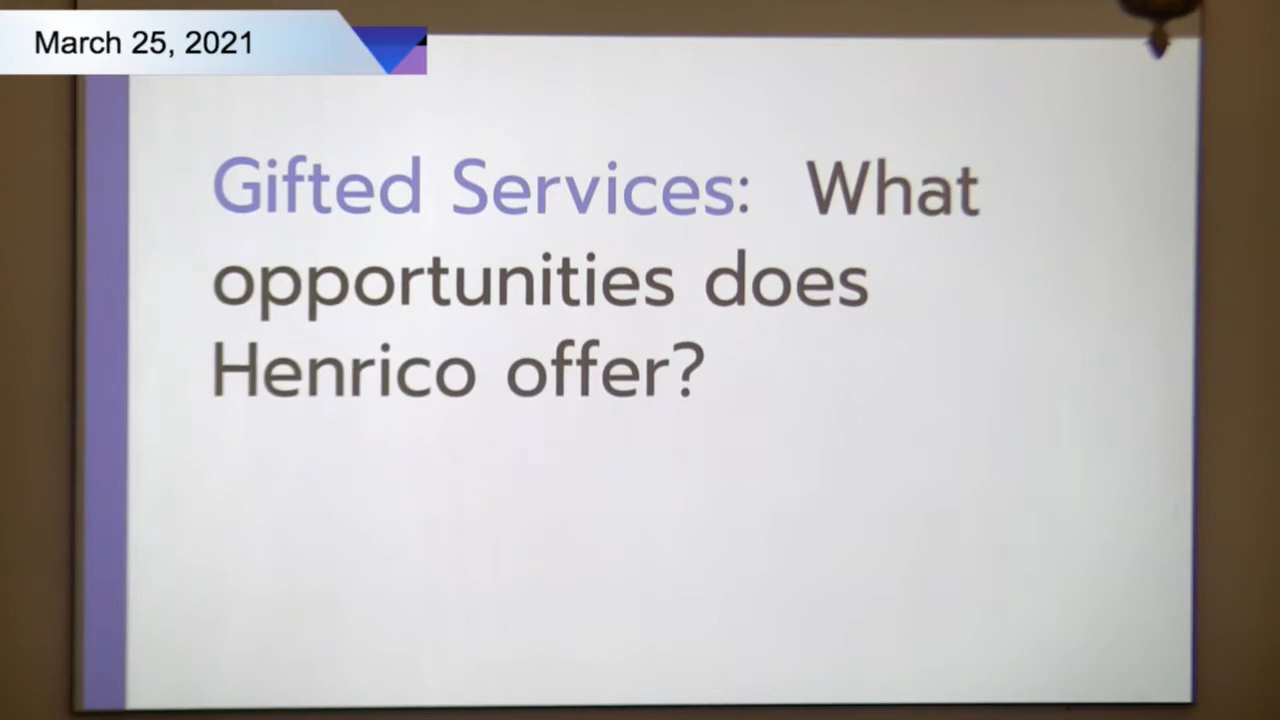 March 25, 2021
Gifted Services: What
opportunities does
Henrico offer?